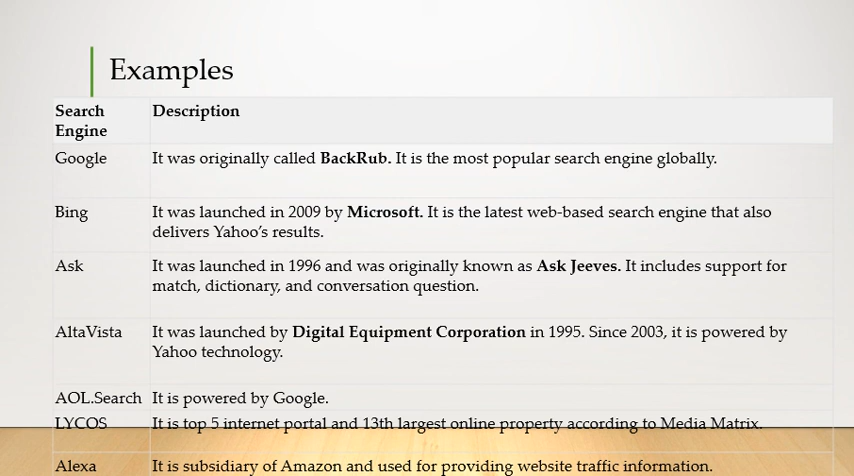 Examples
Search Description
Engine
Google It was originally called BackRub. It is the most popular search engine globally.
Bing It was launched in 2009 by Microsoft. It is the latest web-based search engine that also
delivers Yahoo's results.
Ask It was launched in 1996 and was originally known as Ask Jeeves. It includes support for
match, dictionary, and conversation question.
AltaVista It was launched by Digital Equipment Corporation in 1995. Since 2003, it is powered by
Yahoo technology.
AOL.Search It is powered by Google.
LYCOS It is top 5 internet portal and 13th largest online property according to Media Matrix.
Alexa It is subsidiary of Amazon and used for providing website traffic information.